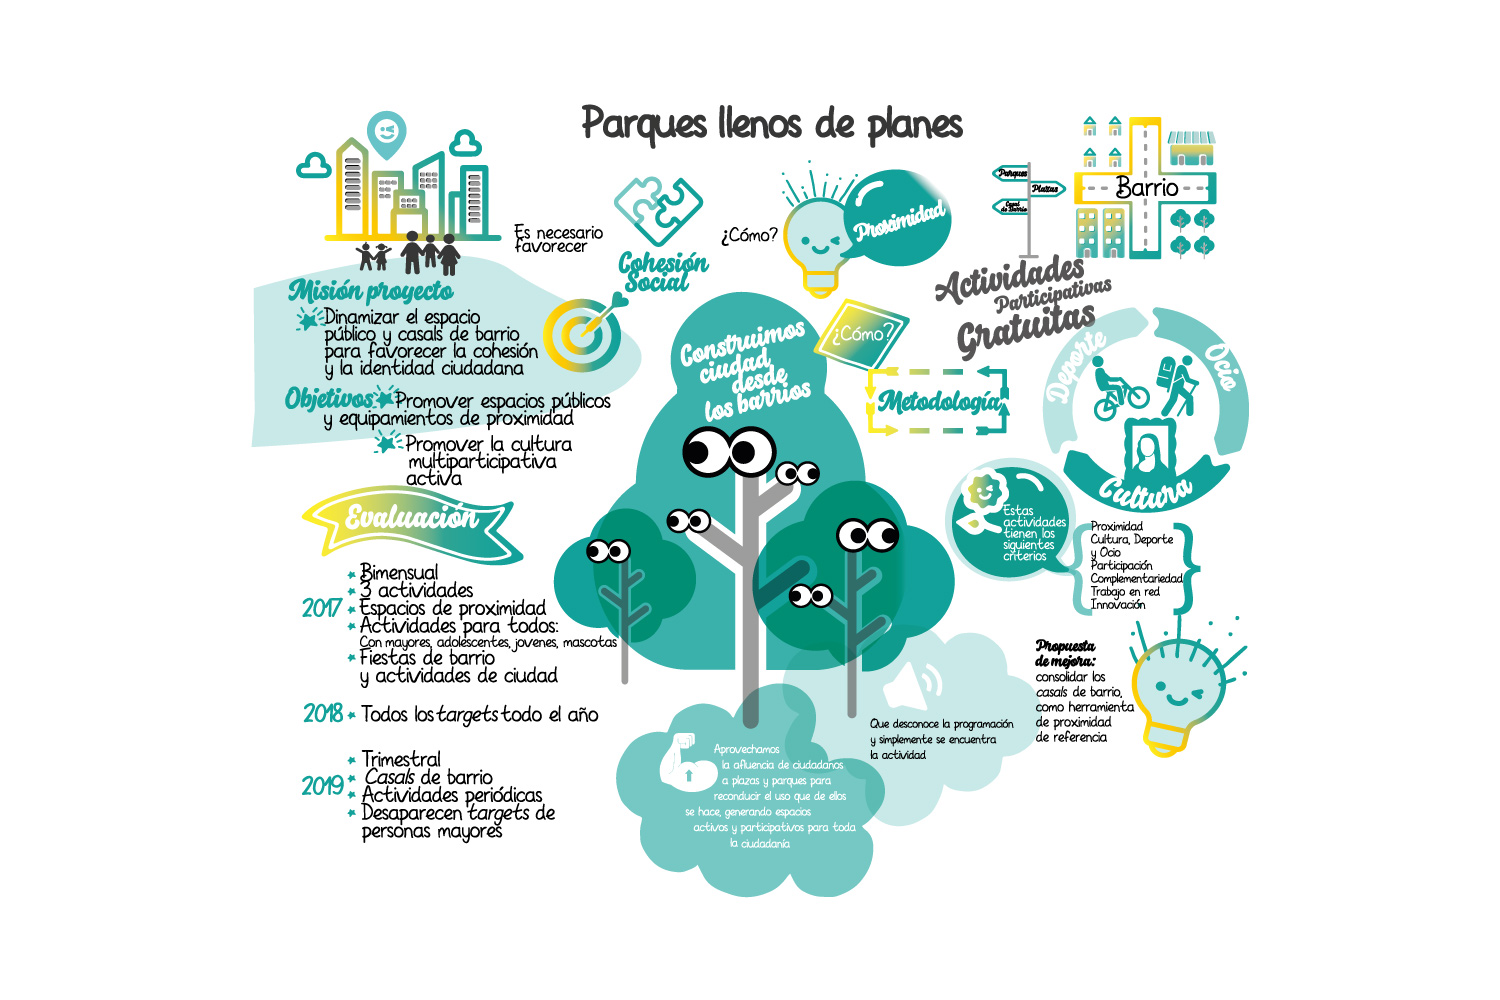 Parques llenos de planes
Es necesario
favorecer
Cohesión
Social
¿Cómo?
Proximidad
Parques
Plazas
Casal
de Barrio
Barrio
Misión proyecto
Dinamizar el espacio
público y casals de barrio
para favorecer la cohesión
y la identidad ciudadana
Objetivos
Promover espacios públicos
y equipamientos de proximidad
Promover la cultura
multiparticipativa
activa
Construimos
ciudad
desde
los barrios
¿Cómo?
Metodología
Actividades
Participativas
Gratuitas
Deporte
Ocio
Cultura
Estas
actividades
tienen los
siguientes
criterios
Proximidad
Cultura, Deporte
y Ocio
Participación
Complementariedad
Trabajo en red
Innovación
Evaluación
2017
Bimensual
3 actividades
Espacios de proximidad
Actividades para todos:
Con mayores, adolescentes, jovenes, mascotas
Fiestas de barrio
y actividades de ciudad
2018
Todos los targets todo el año
2019
Trimestral
Casals de barrio
Actividades periódicas
Desaparecen targets de
personas mayores
Aprovechamos
la afluencia de ciudadanos
a plazas y parques para
reconducir el uso que de ellos
se hace, generando espacios
activos y participativos para toda
la ciudadanía
Que desconoce la programación
y simplemente se encuentra
la actividad
Propuesta
de mejora:
consolidar los
casals de barrio,
como herramienta
de proximidad
de referencia